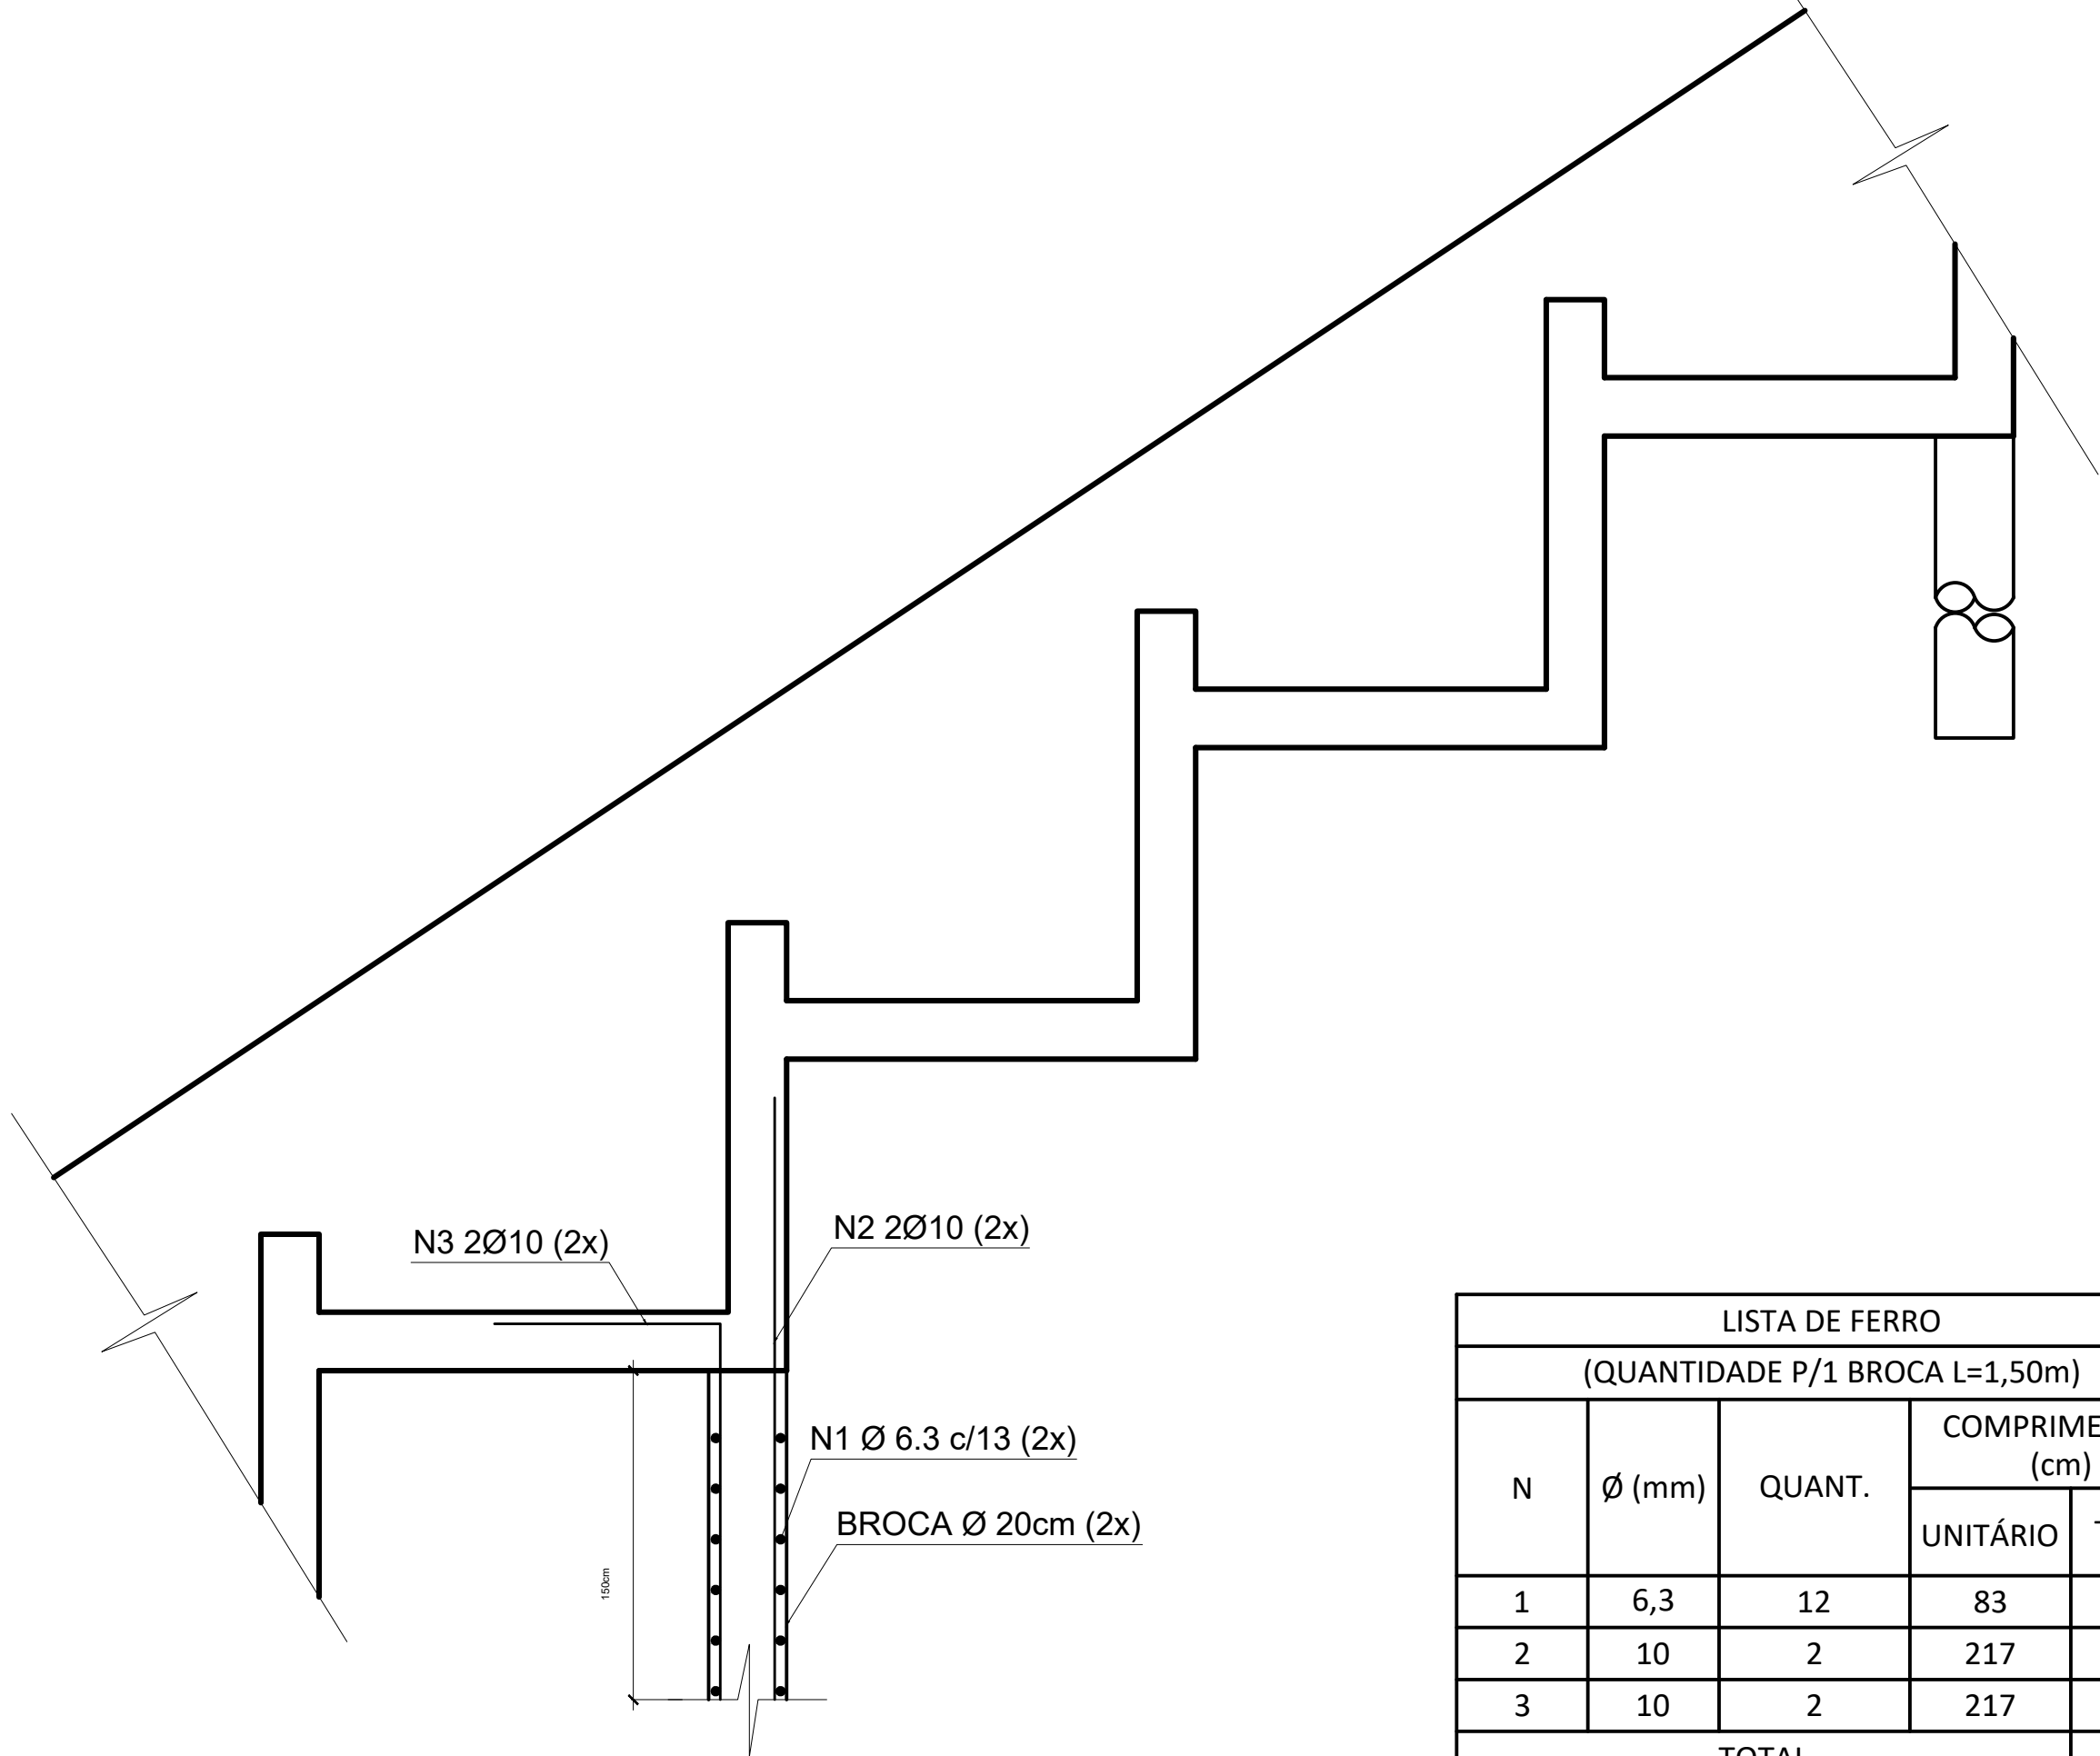 N3 2Ø10 (2x)
N2 2Ø10 (2x)
N1 Ø 6.3 c/13 (2x)
BROCA Ø 20cm (2x)
150cm
LISTA DE FERRO
(QUANTIDADE P/1 BROCA L=1,50m)
N Ø (mm) QUANT. COMPRIME
(cm)
UNITÁRIO
1 6,3 12 83
2 10 2 217
3 10 2 217
TOTAL